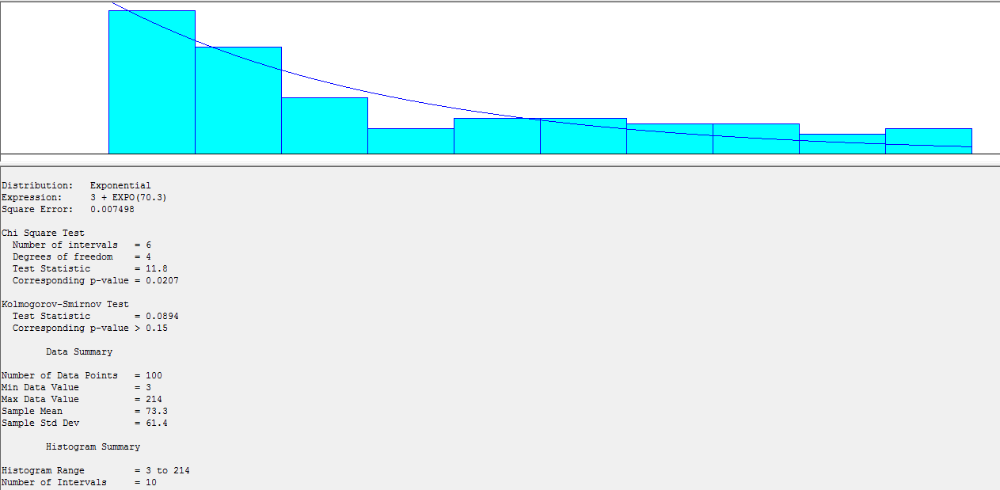 Distribution: Exponential
Expression: 3 + EXPO(70.3)
Square Error: 0.007498
Chi Square Test
Number of intervals = 6
Degrees of freedom = 4
Test Statistic = 11.8
Corresponding p-value = 0.0207
Kolmogorov-Smirnov Test
Test Statistic = 0.0894
Corresponding p-value > 0.15
Data Summary
Number of Data Points = 100
Min Data Value = 3
Max Data Value = 214
Sample Mean = 73.3
Sample Std Dev = 61.4
Histogram Summary
Histogram Range = 3 to 214
Number of Intervals = 10